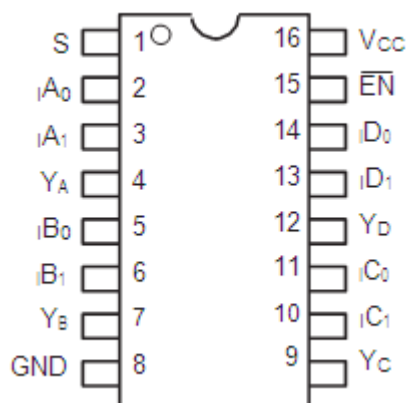 S 1 16 VCC
IA0 2 15 E̅N̅
IA1 3 14 ID0
YA 4 13 ID1
IB0 5 12 YD
IB1 6 11 IC0
YB 7 10 IC1
GND 8 9 YC